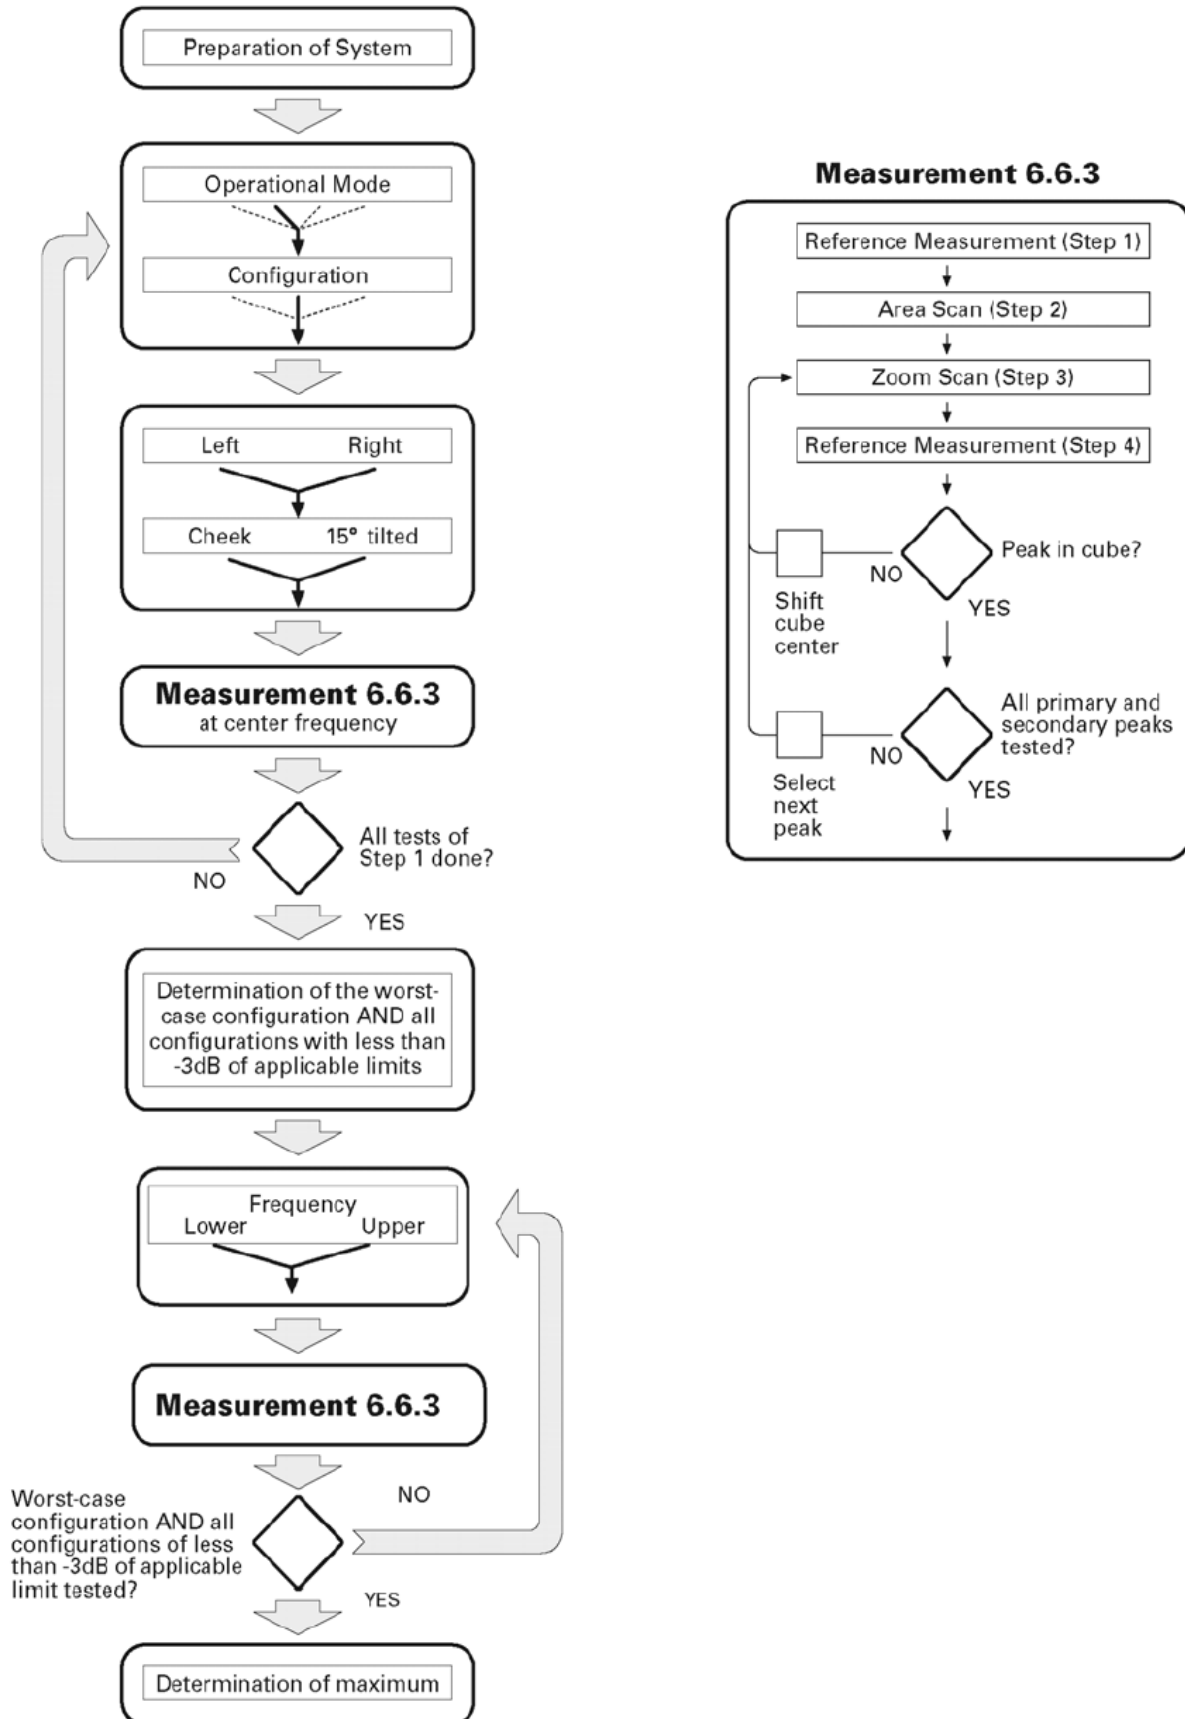 Preparation of System
Operational Mode
Configuration
Left Right
Cheek 15° tilted
Measurement 6.6.3
at center frequency
All tests of
Step 1 done?
NO
YES
Determination of the worst-
case configuration AND all
configurations with less than
-3dB of applicable limits
Frequency
Lower Upper
Measurement 6.6.3
NO
Worst-case
configuration AND all
configurations of less
than -3dB of applicable
limit tested?
YES
Determination of maximum
Measurement 6.6.3
Reference Measurement (Step 1)
Area Scan (Step 2)
Zoom Scan (Step 3)
Reference Measurement (Step 4)
Peak in cube?
NO
YES
Shift
cube
center
All primary and
secondary peaks
tested?
NO
YES
Select
next
peak